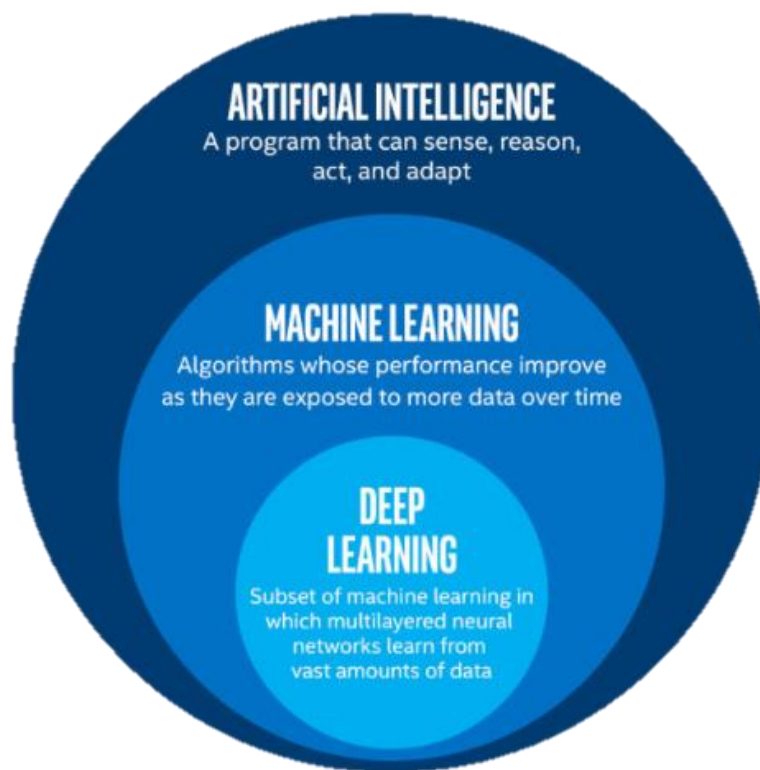 ARTIFICIAL INTELLIGENCE
A program that can sense, reason,
act, and adapt
MACHINE LEARNING
Algorithms whose performance improve
as they are exposed to more data over time
DEEP
LEARNING
Subset of machine learning in
which multilayered neural
networks learn from
vast amounts of data